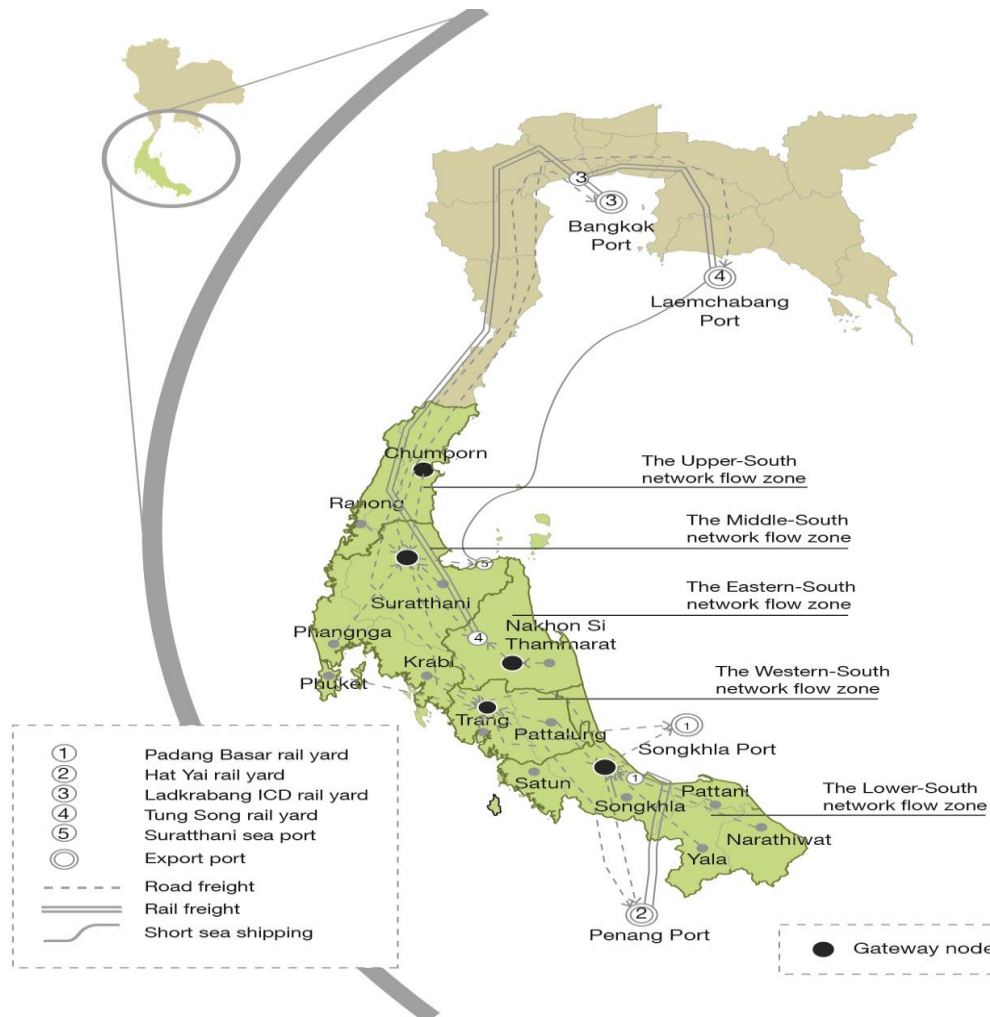 3
3
Bangkok
Port
4
Laemchabang
Port
Chumporn
The Upper-South
network flow zone
Ranong
The Middle-South
network flow zone
5
Suratthani
The Eastern-South
network flow zone
Nakhon Si
Thammarat
4
Phangnga
Krabi
Phuket
The Western-South
network flow zone
Trang
Pattalung
1
Songkhla Port
Satun
1
Songkhla
Pattani
The Lower-South
network flow zone
Narathiwat
Yala
2
Penang Port
1 Padang Basar rail yard
2 Hat Yai rail yard
3 Ladkrabang ICD rail yard
4 Tung Song rail yard
5 Suratthani sea port
Export port
Road freight
Rail freight
Short sea shipping
Gateway node